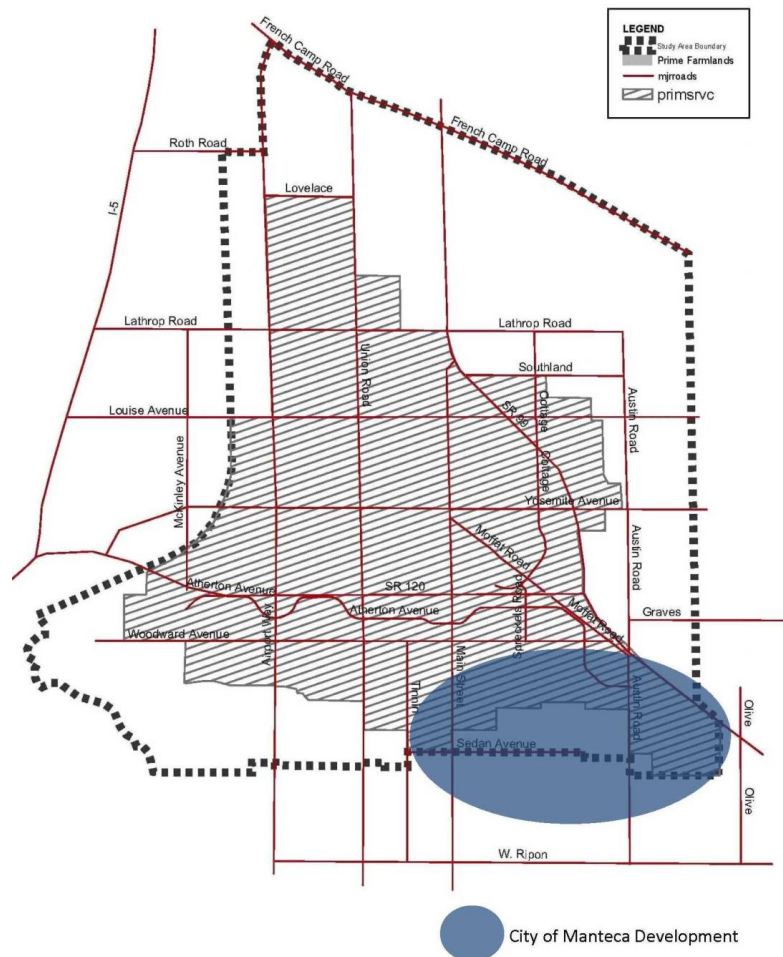 French Camp Road
LEGEND
Study Area Boundary
Prime Farmlands
mjrroads
primsrvc
French Camp Road
Roth Road
I-5
Lovelace
Lathrop Road
Lathrop Road
Union Road
Southland
Cottage
Austin Road
SR 99
Louise Avenue
McKinley Avenue
Cottage
Yosemite Avenue
Moffat Road
Austin Road
Atherton Avenue
SR 120
Atherton Avenue
Spreckels Road
Moffat Road
Graves
Woodward Avenue
Airport Way
Main Street
Austin Road
Olive
Sedan Avenue
Olive
W. Ripon
City of Manteca Development